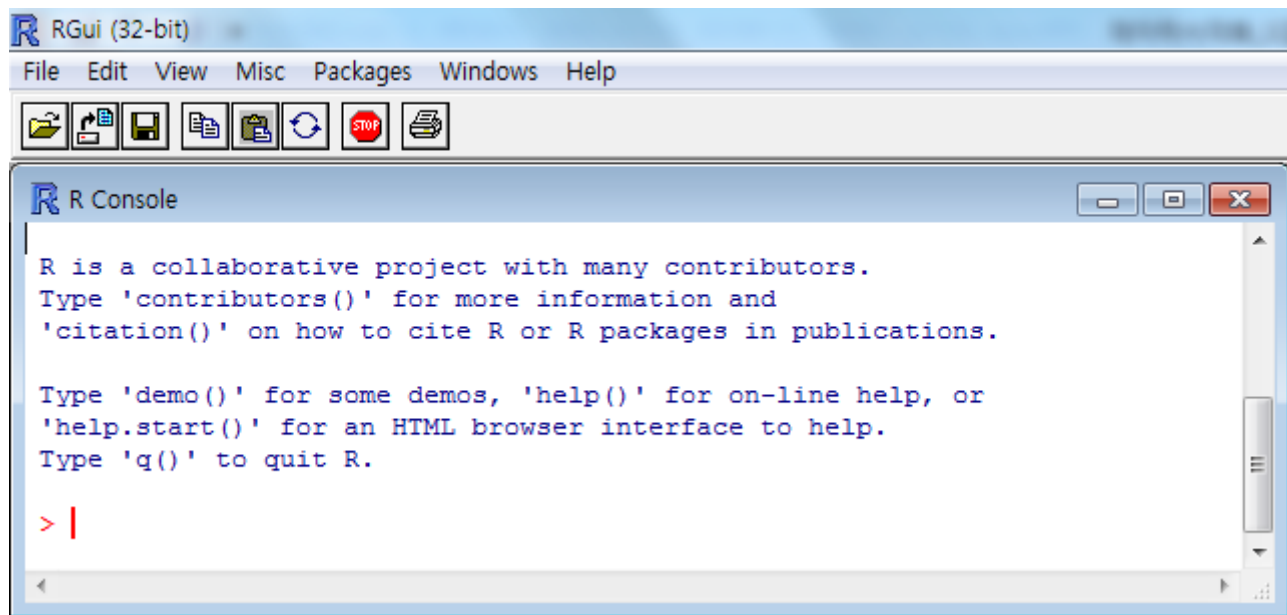 RGui (32-bit)
File Edit View Misc Packages Windows Help
STOP
R Console
R is a collaborative project with many contributors.
Type 'contributors()' for more information and
'citation()' on how to cite R or R packages in publications.
Type 'demo()' for some demos, 'help()' for on-line help, or
'help.start()' for an HTML browser interface to help.
Type 'q()' to quit R.
>